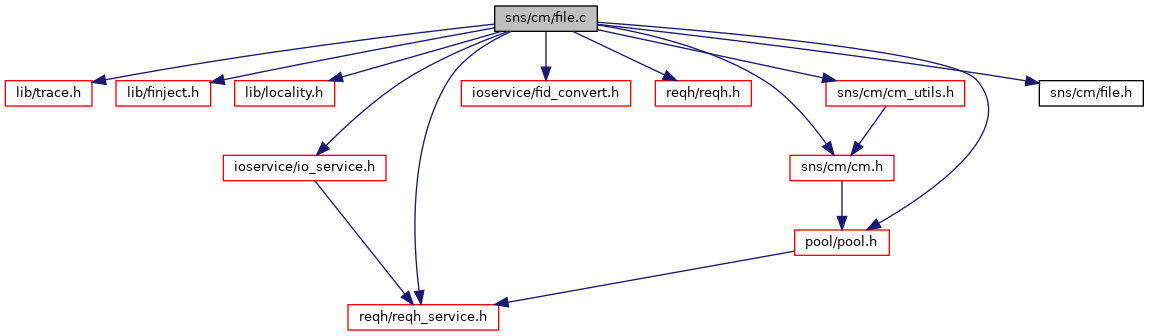 sns/cm/file.c
lib/trace.h
lib/finject.h
lib/locality.h
ioservice/fid_convert.h
reqh/reqh.h
sns/cm/cm_utils.h
sns/cm/file.h
ioservice/io_service.h
sns/cm/cm.h
pool/pool.h
reqh/reqh_service.h